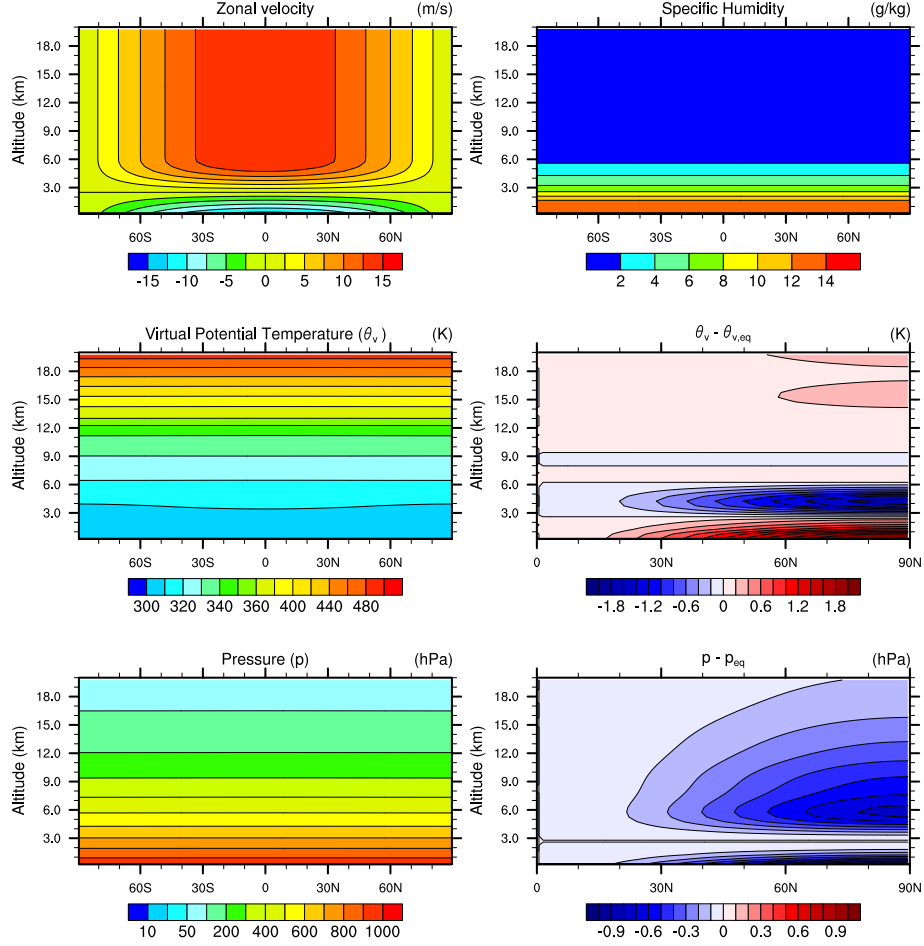 Zonal velocity (m/s)
Altitude (km)
18.0
15.0
12.0
9.0
6.0
3.0
60S 30S 0 30N 60N
-15 -10 -5 5 10 15
Specific Humidity (g/kg)
Altitude (km)
18.0
15.0
12.0
9.0
6.0
3.0
60S 30S 0 30N 60N
2 4 6 8 10 12 14
Virtual Potential Temperature (θv) (K)
Altitude (km)
18.0
15.0
12.0
9.0
6.0
3.0
60S 30S 0 30N 60N
300 320 340 360 400 440 480
θv - θv,eq (K)
Altitude (km)
18.0
15.0
12.0
9.0
6.0
3.0
0 30N 60N 90N
-1.8 -1.2 -0.6 0 0.6 1.2 1.8
Pressure (p) (hPa)
Altitude (km)
18.0
15.0
12.0
9.0
6.0
3.0
60S 30S 0 30N 60N
10 50 200 400 600 800 1000
p - peq (hPa)
Altitude (km)
18.0
15.0
12.0
9.0
6.0
3.0
0 30N 60N 90N
-0.9 -0.6 -0.3 0 0.3 0.6 0.9